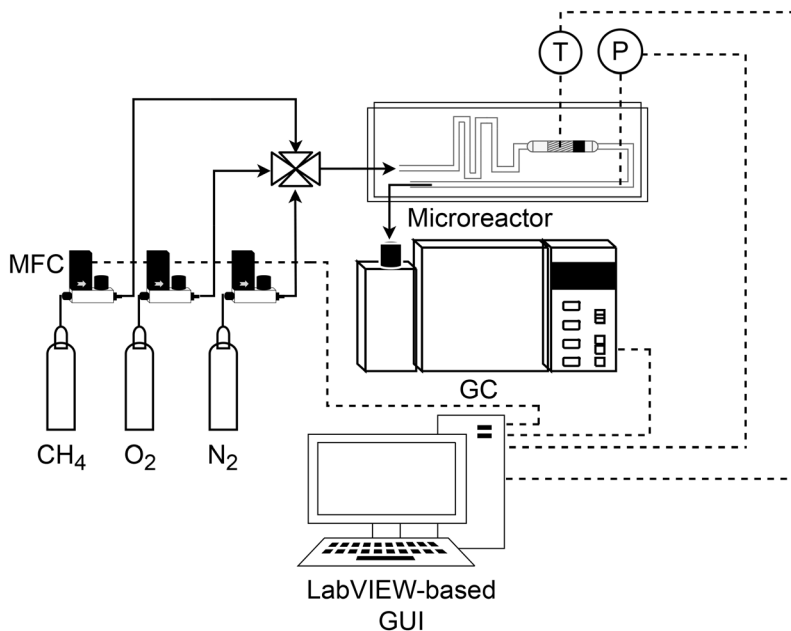 T
P
Microreactor
MFC
GC
CH₄
O₂
N₂
LabVIEW-based
GUI